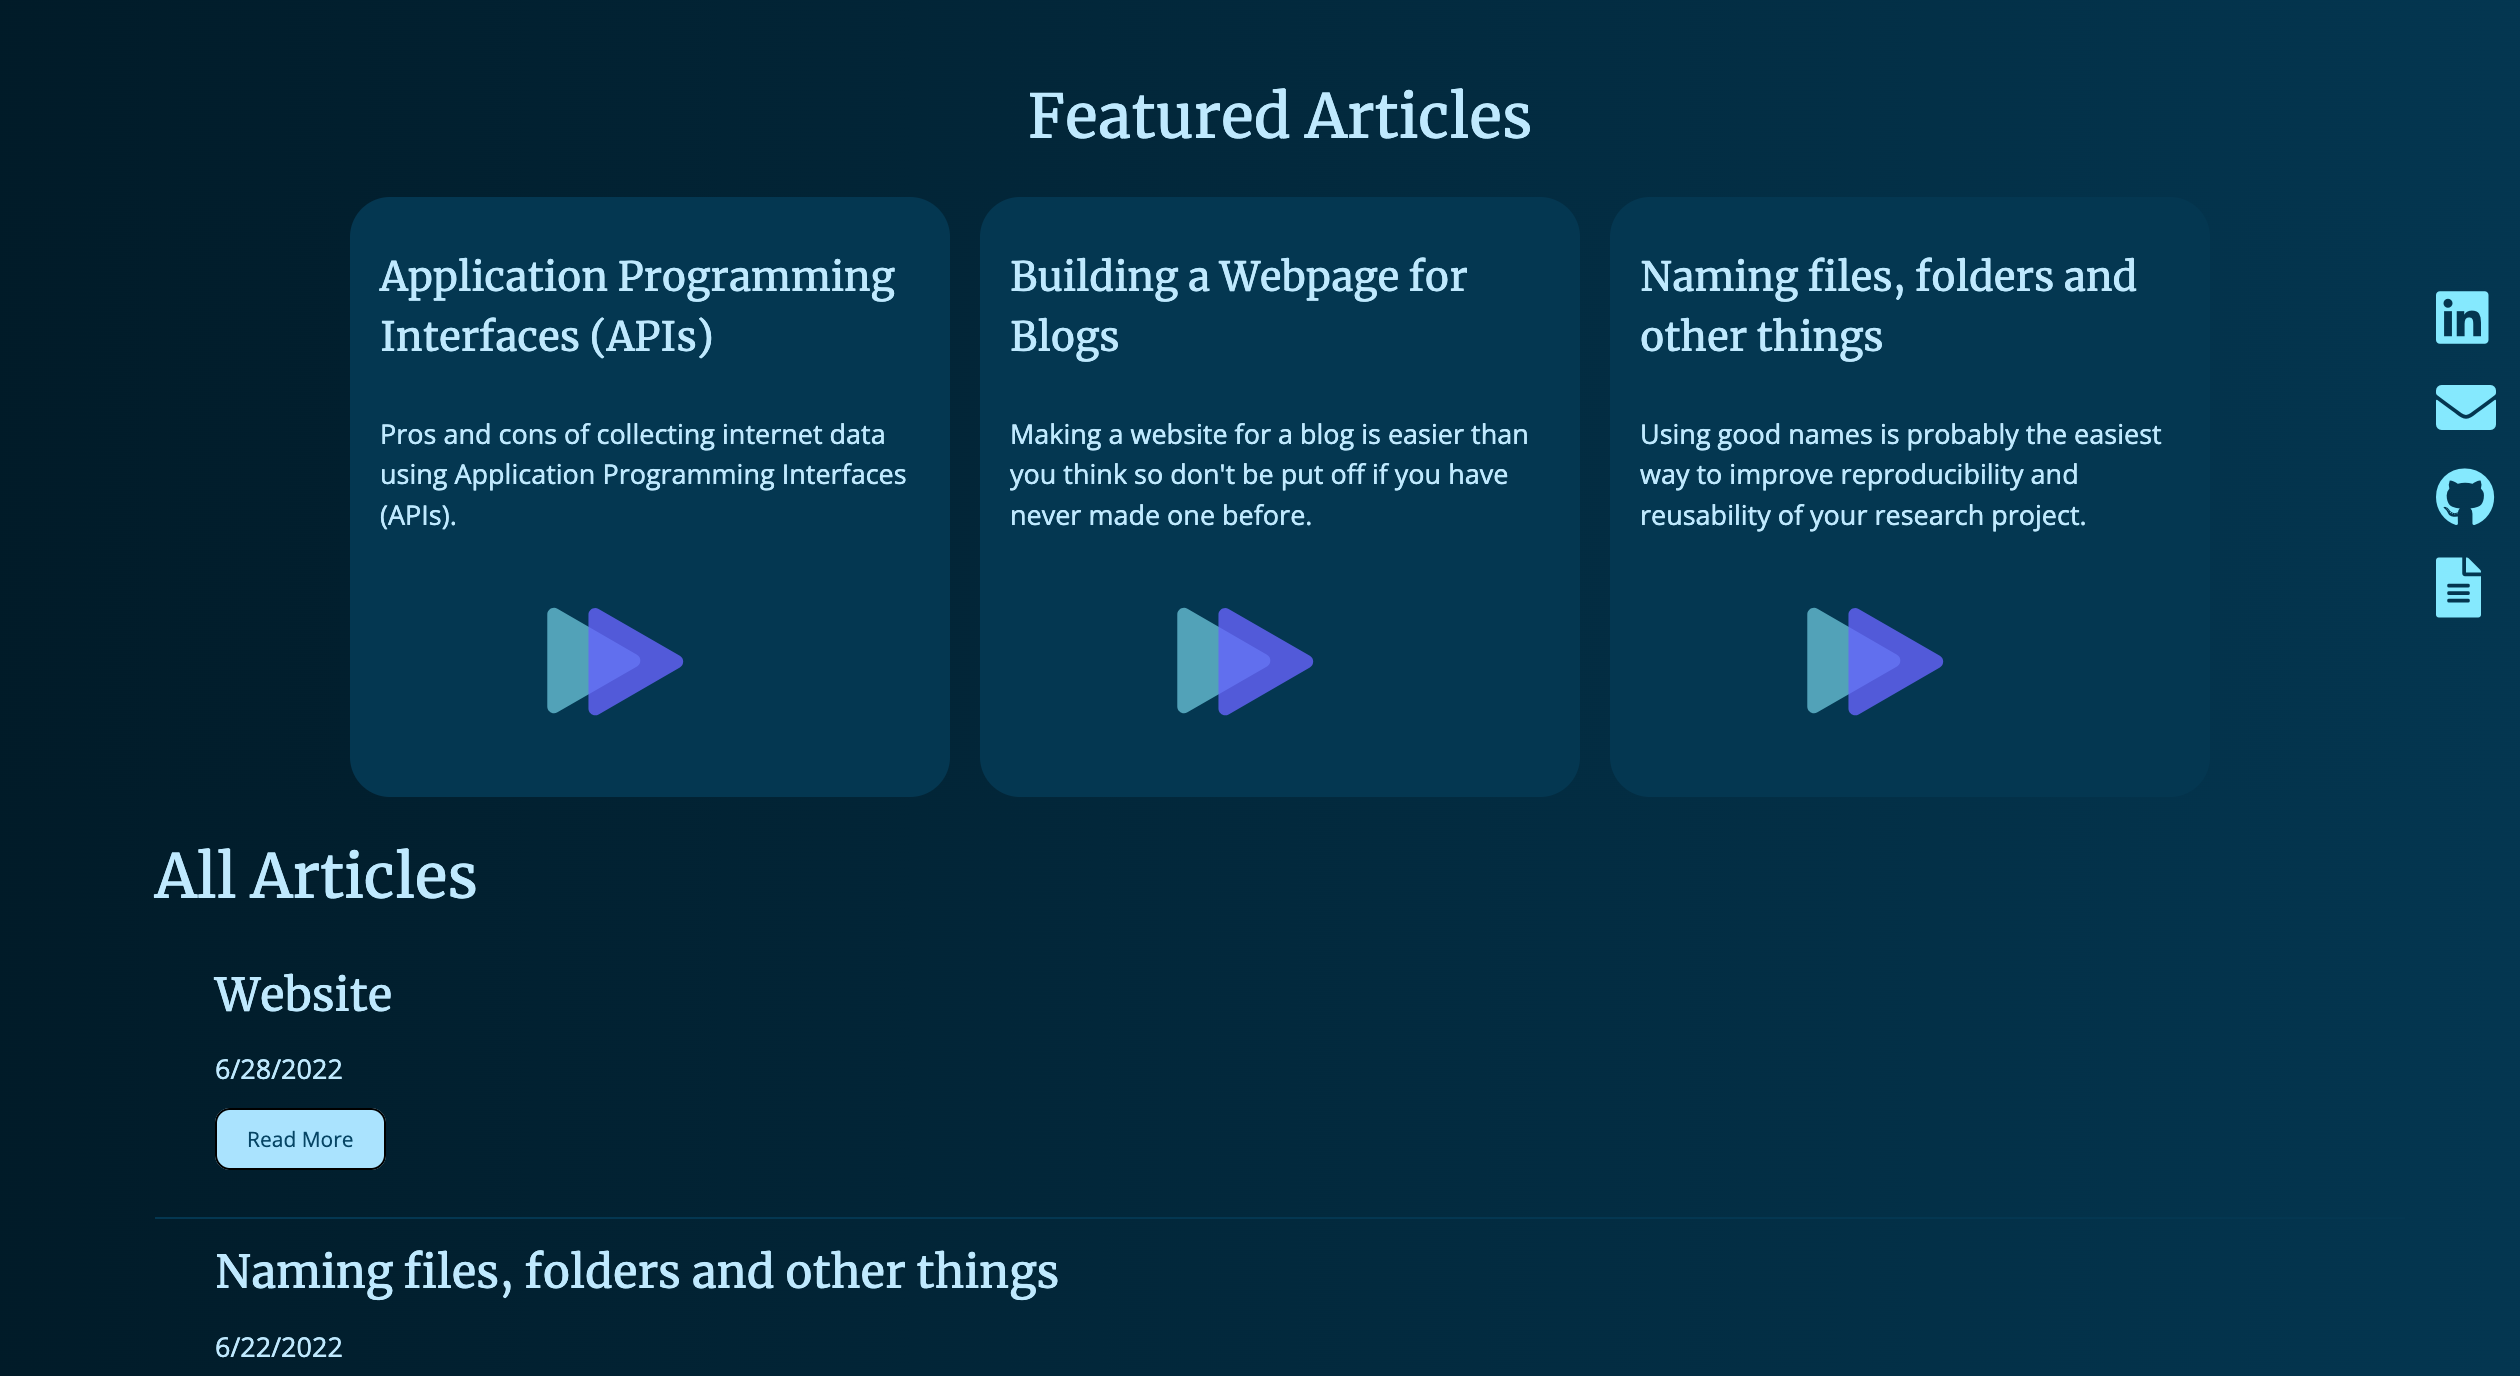 Featured Articles
Application Programming
Interfaces (APIs)
Pros and cons of collecting internet data
using Application Programming Interfaces
(APIs).
Building a Webpage for
Blogs
Making a website for a blog is easier than
you think so don't be put off if you have
never made one before.
Naming files, folders and
other things
Using good names is probably the easiest
way to improve reproducibility and
reusability of your research project.
in
All Articles
Website
6/28/2022
Read More
Naming files, folders and other things
6/22/2022